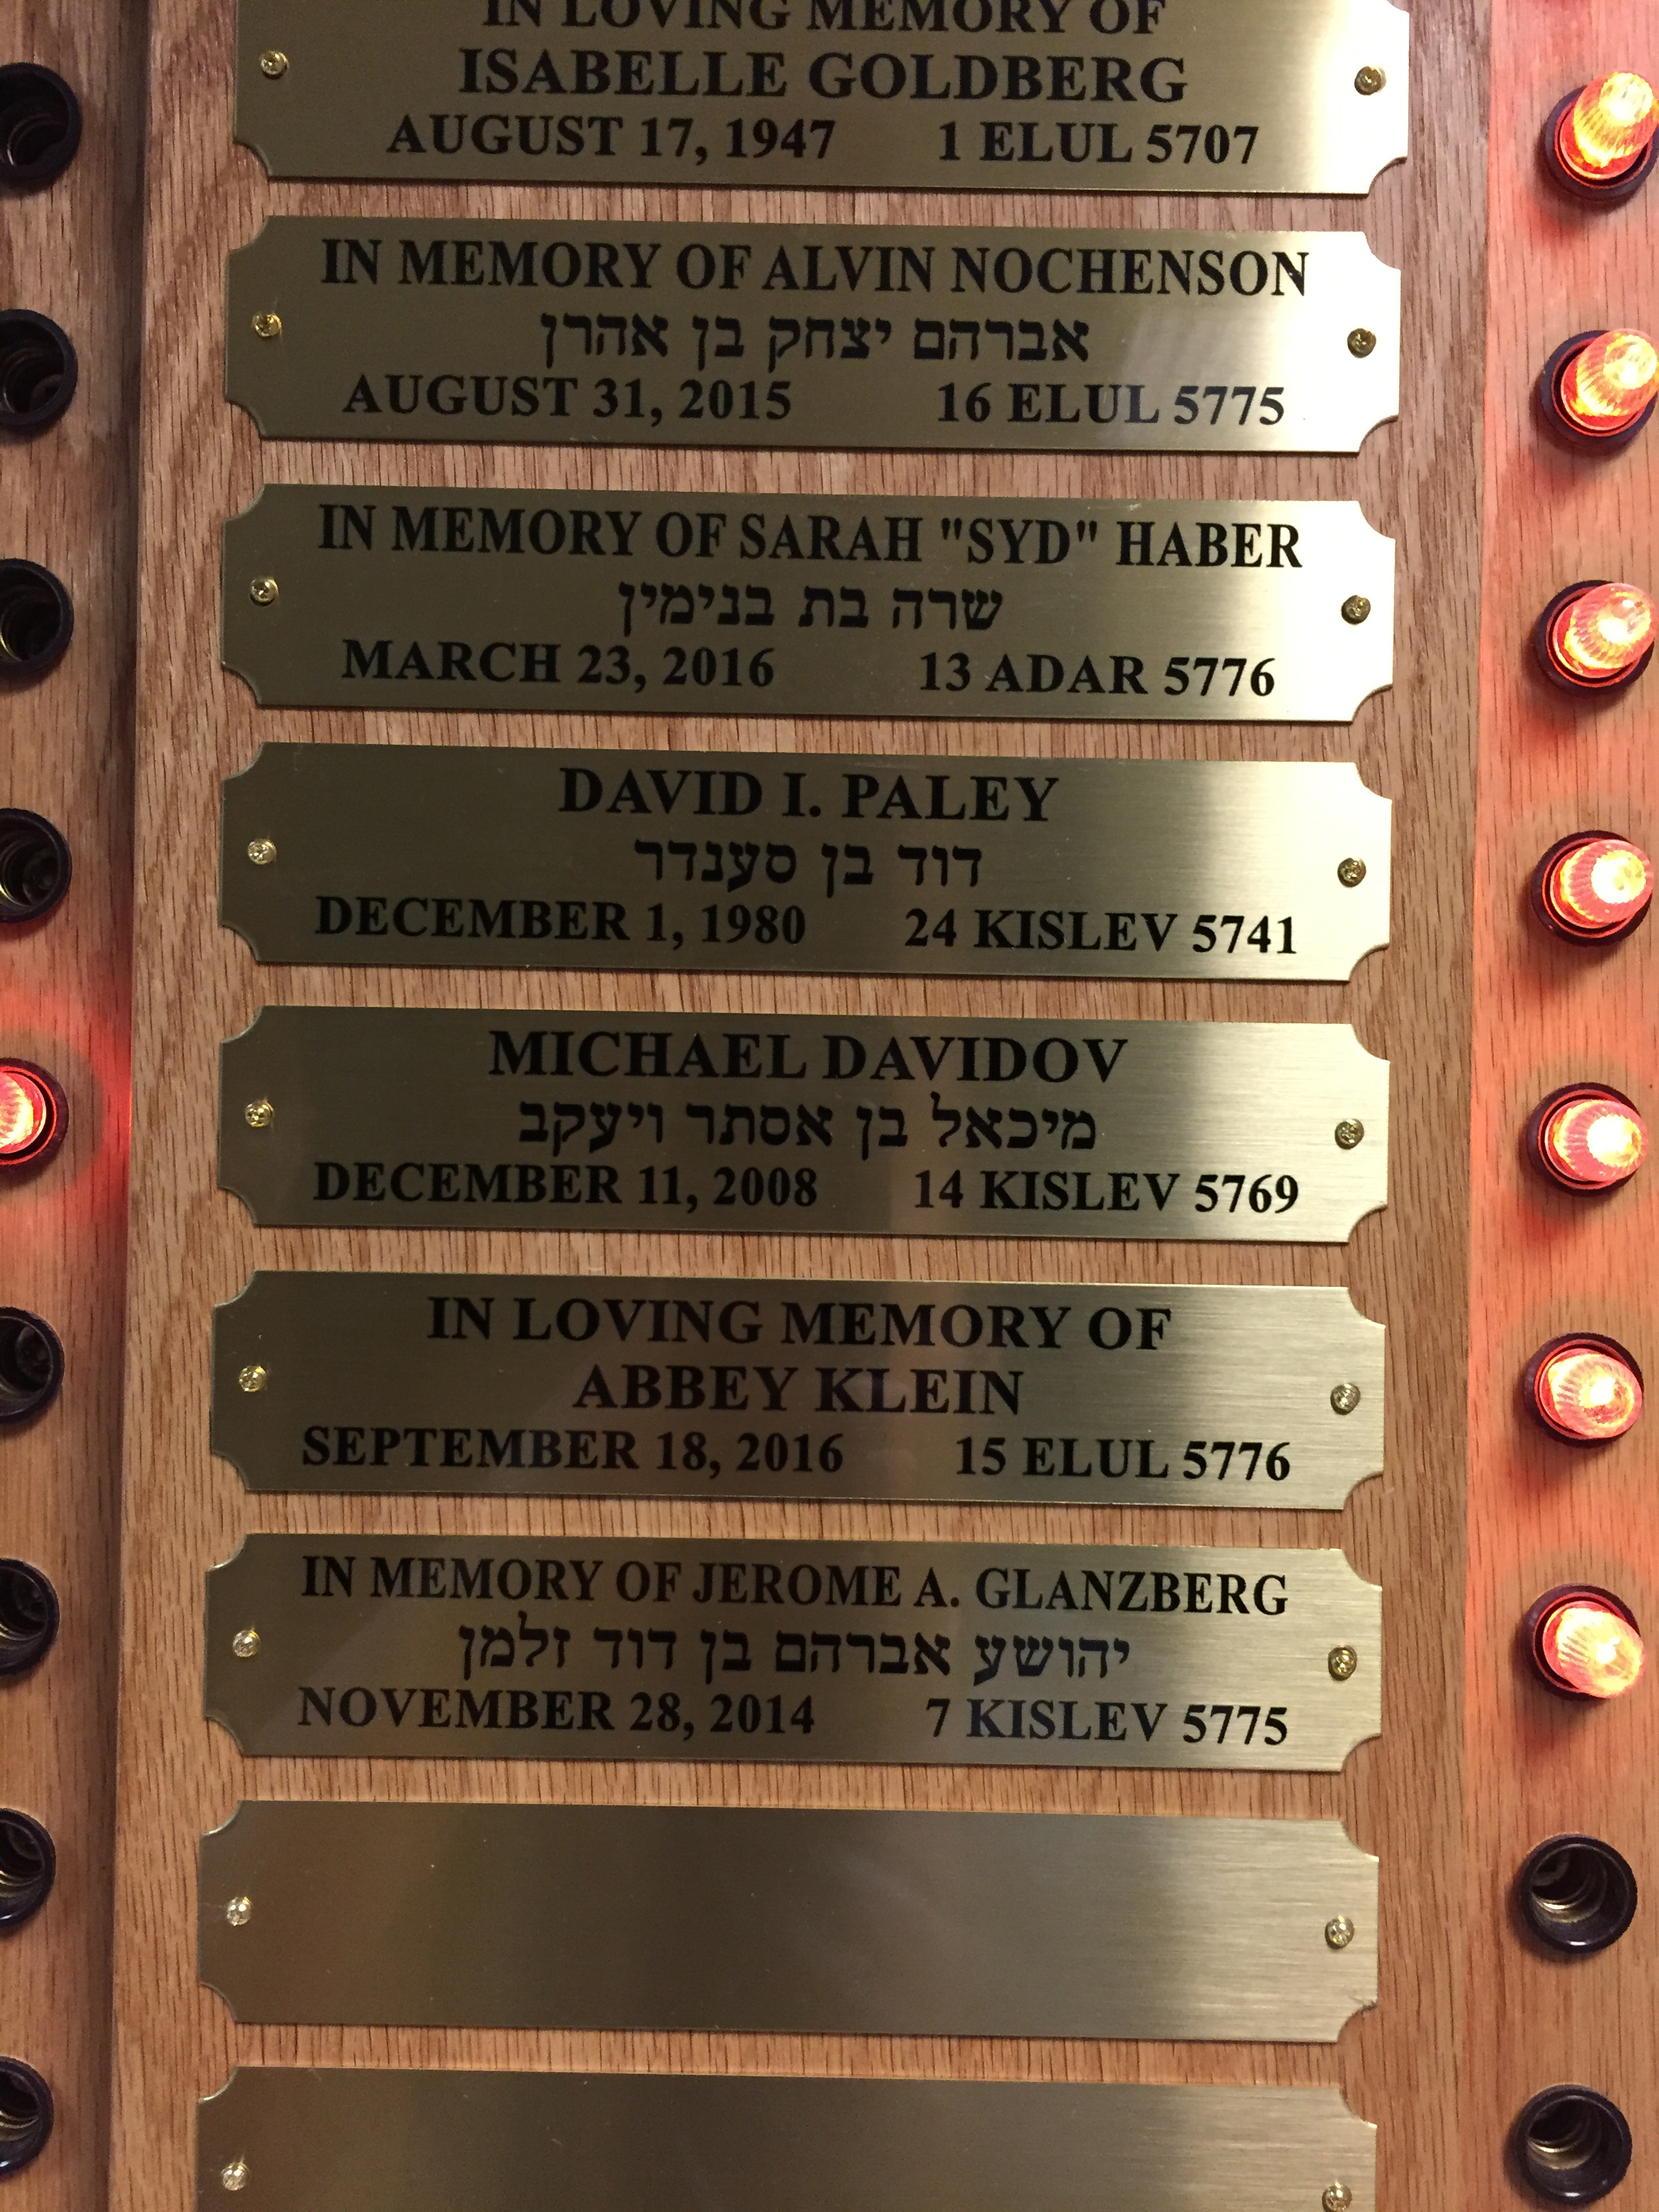 IN LOVING MEMORY OF
ISABELLE GOLDBERG
AUGUST 17, 1947 1 ELUL 5707
IN MEMORY OF ALVIN NOCHENSON
אברהם יצחק בן אהרן
AUGUST 31, 2015 16 ELUL 5775
IN MEMORY OF SARAH "SYD" HABER
שרה בת בנימין
MARCH 23, 2016 13 ADAR 5776
DAVID I. PALEY
דוד בן סענדר
DECEMBER 1, 1980 24 KISLEV 5741
MICHAEL DAVIDOV
מיכאל בן אסתר ויעקב
DECEMBER 11, 2008 14 KISLEV 5769
IN LOVING MEMORY OF
ABBEY KLEIN
SEPTEMBER 18, 2016 15 ELUL 5776
IN MEMORY OF JEROME A. GLANZBERG
יהושע אברהם בן דוד זלמן
NOVEMBER 28, 2014 7 KISLEV 5775